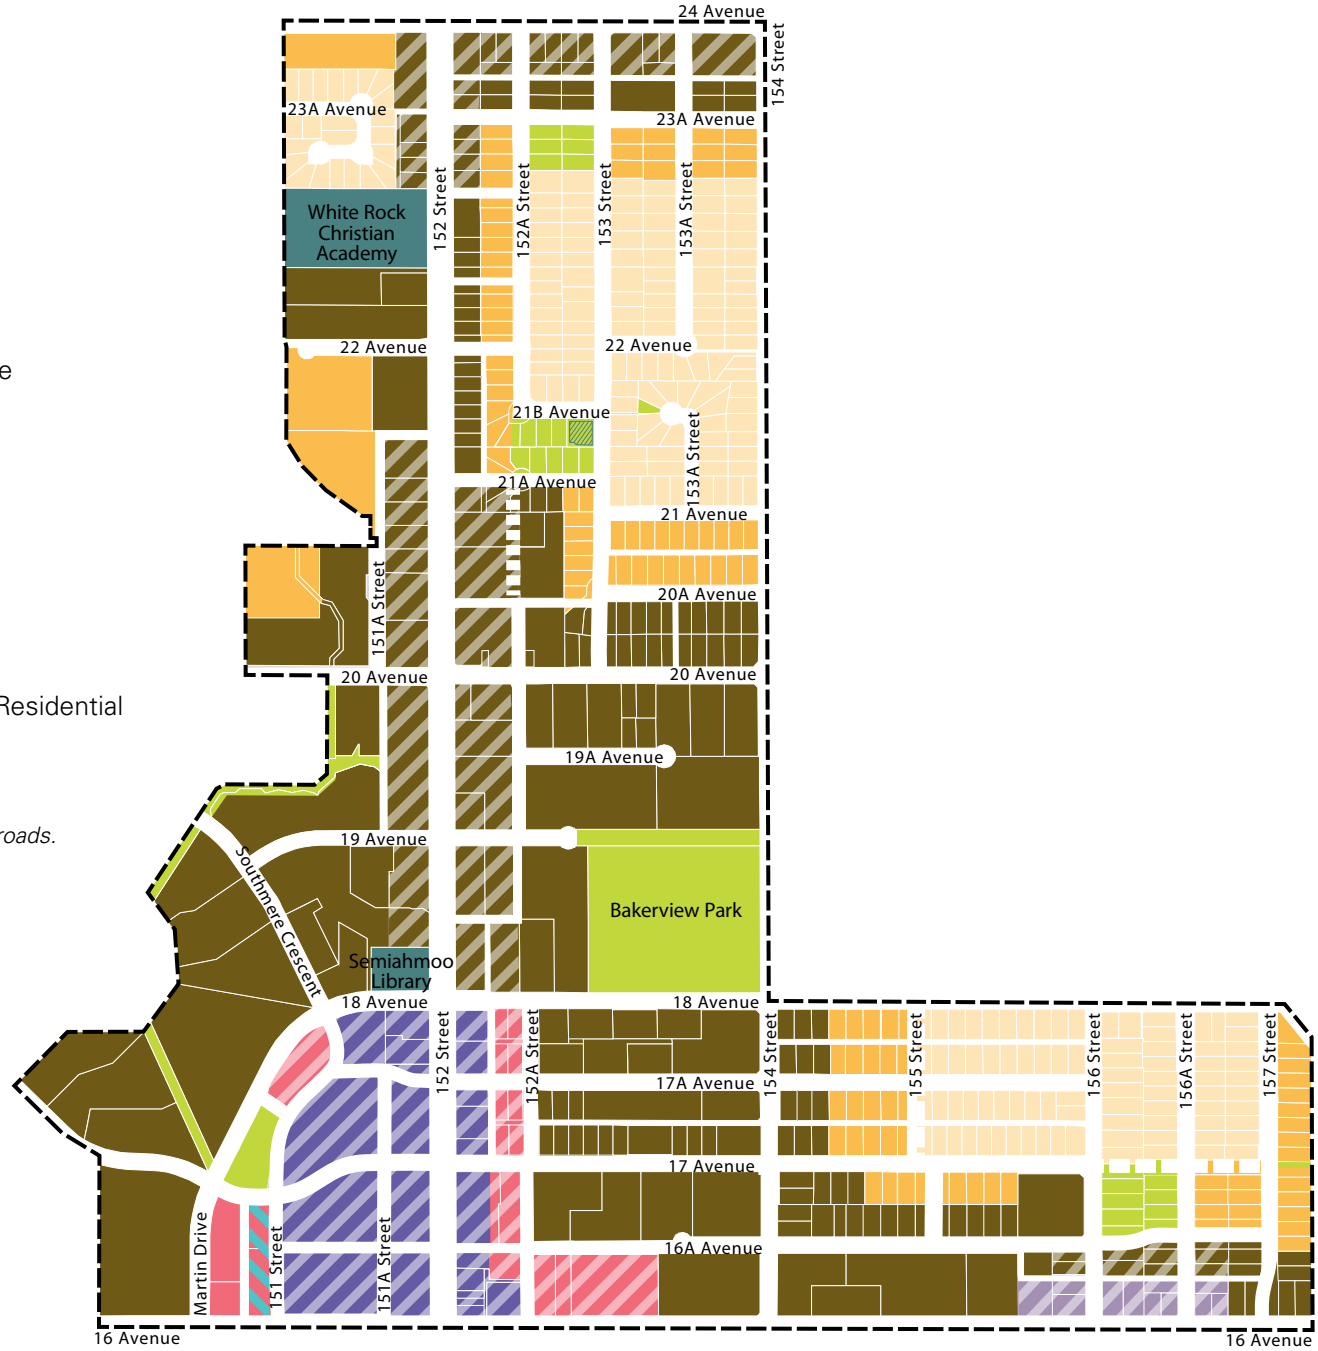 24 Avenue
154 Street
23A Avenue
23A Avenue
152 Street
152A Street
153 Street
153A Street
White Rock
Christian
Academy
22 Avenue
22 Avenue
e
21B Avenue
153A Street
21A Avenue
21 Avenue
151A Street
20A Avenue
20 Avenue
20 Avenue
Residential
19A Avenue
roads.
19 Avenue
Southmere Crescent
Bakerview Park
Semiahmoo
Library
18 Avenue
18 Avenue
152 Street
152A Street
154 Street
155 Street
156 Street
156A Street
157 Street
17A Avenue
17 Avenue
Martin Drive
151 Street
151A Street
16A Avenue
16 Avenue
16 Avenue